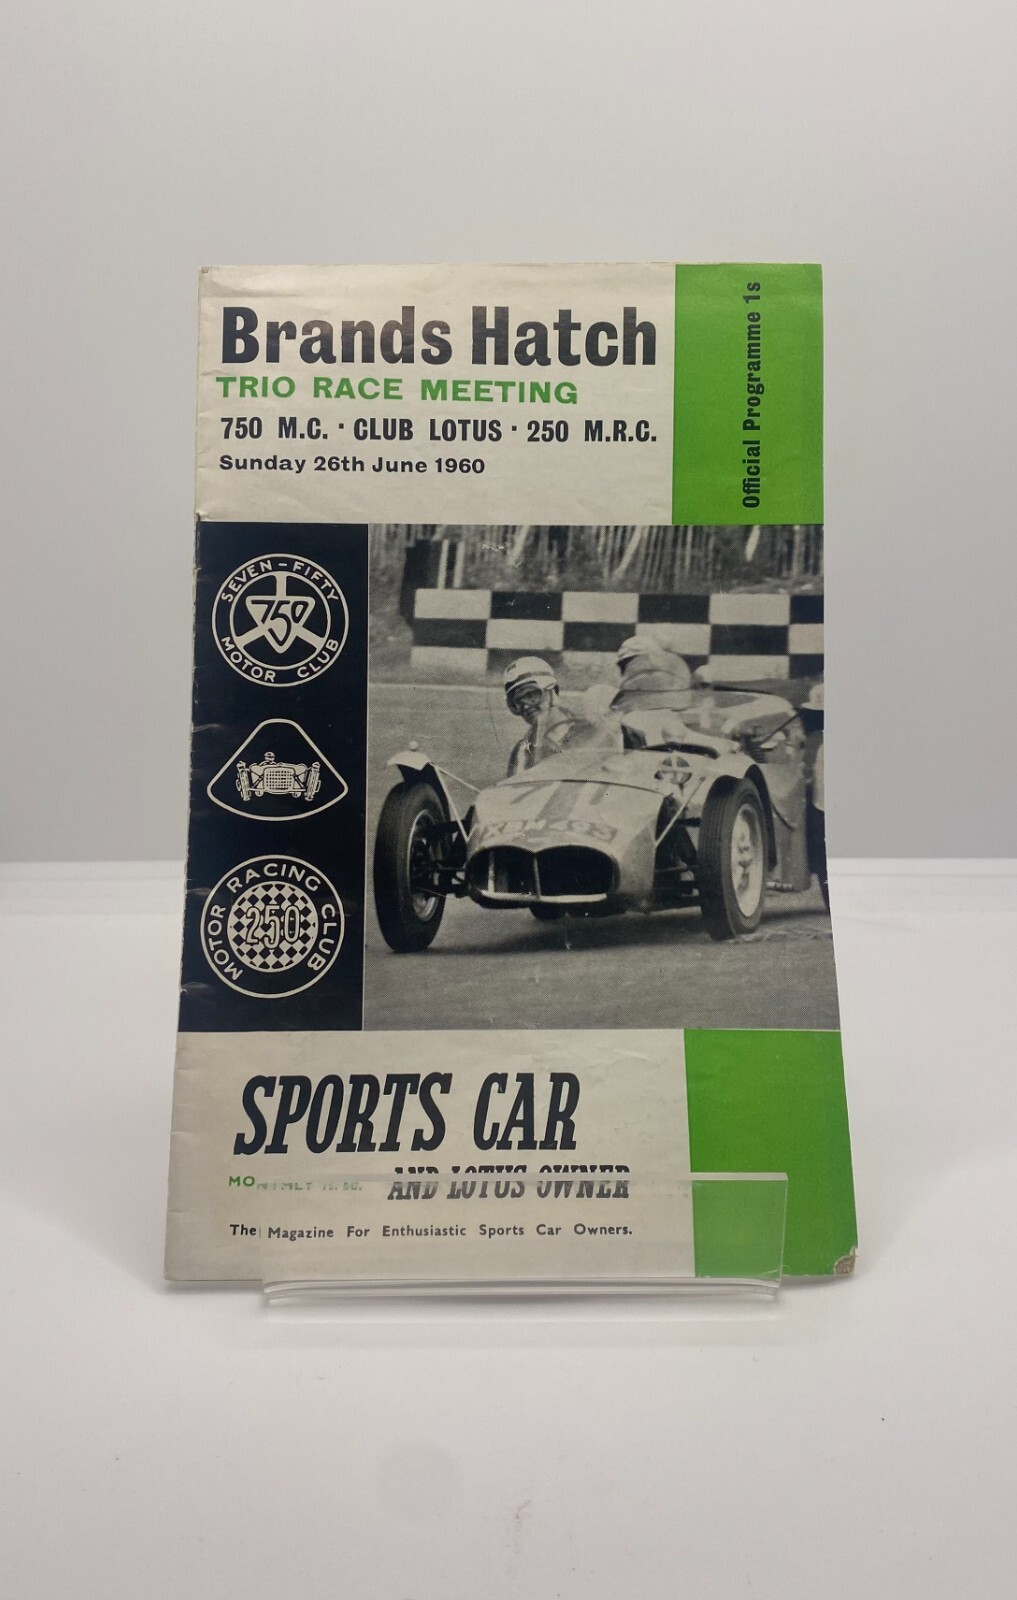 Brands Hatch
TRIO RACE MEETING
750 M.C. · CLUB LOTUS · 250 M.R.C.
Sunday 26th June 1960
Official Programme 1s
SEVEN-FIFTY
750
MOTOR CLUB
71
MOTOR RACING CLUB
250
SPORTS CAR
AND LOTUS OWNER
The Magazine For Enthusiastic Sports Car Owners.